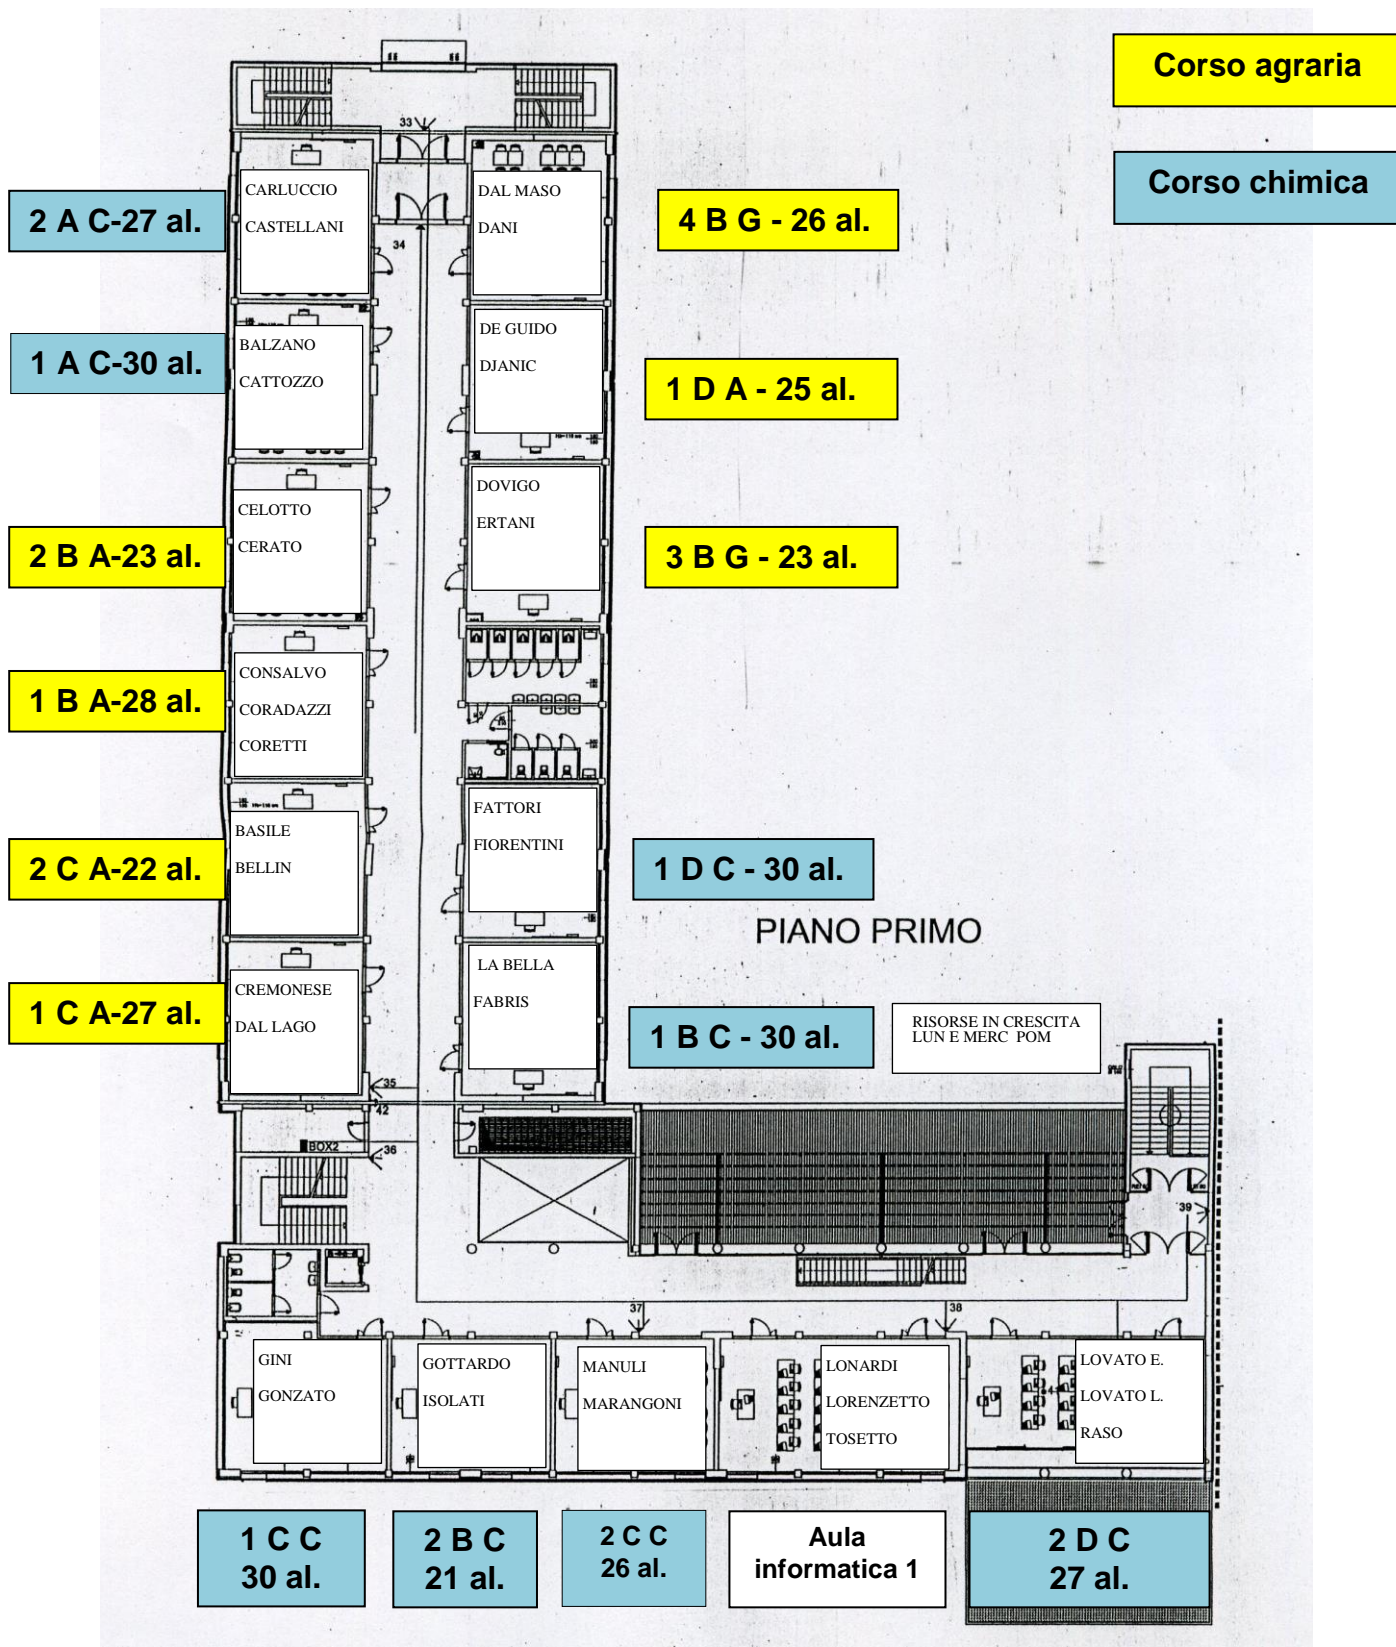 Corso agraria
Corso chimica
33
34
CARLUCCIO
CASTELLANI
DAL MASO
DANI
2 A C-27 al.
4 B G - 26 al.
BALZANO
CATTOZZO
DE GUIDO
DJANIC
1 A C-30 al.
1 D A - 25 al.
CELOTTO
CERATO
DOVIGO
ERTANI
2 B A-23 al.
3 B G - 23 al.
CONSALVO
CORADAZZI
CORETTI
1 B A-28 al.
BASILE
BELLIN
FATTORI
FIORENTINI
2 C A-22 al.
1 D C - 30 al.
PIANO PRIMO
CREMONESE
DAL LAGO
LA BELLA
FABRIS
1 C A-27 al.
1 B C - 30 al.
RISORSE IN CRESCITA
LUN E MERC POM
35
42
BOX2
36
39
37
38
GINI
GONZATO
GOTTARDO
ISOLATI
MANULI
MARANGONI
LONARDI
LORENZETTO
TOSETTO
LOVATO E.
LOVATO L.
RASO
1 C C
30 al.
2 B C
21 al.
2 C C
26 al.
Aula
informatica 1
2 D C
27 al.